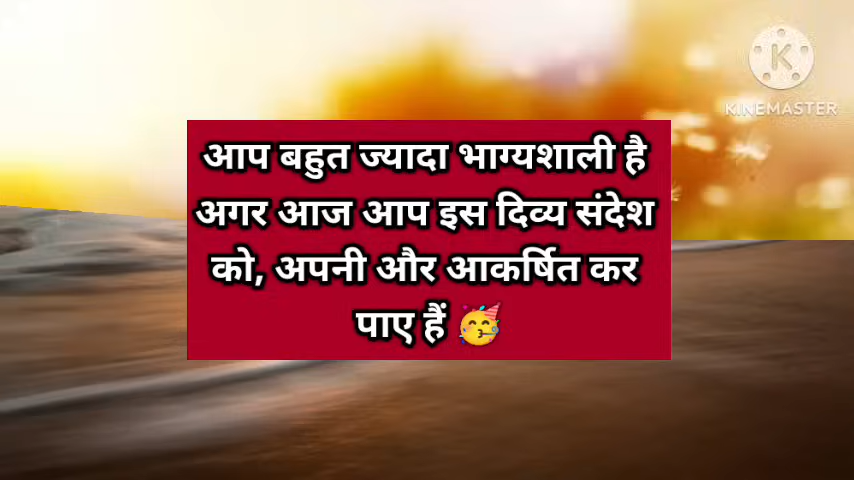 KINEMASTER
आप बहुत ज्यादा भाग्यशाली है
अगर आज आप इस दिव्य संदेश
को, अपनी और आकर्षित कर
पाए हैं 🥳